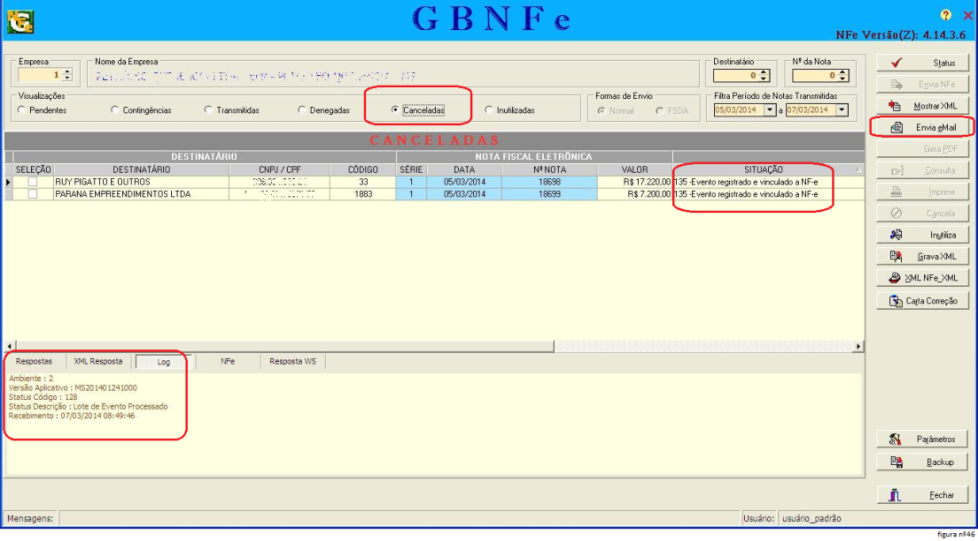 GBNFe
NFe Versão(Z): 4.14.3.6
Empresa
1
Nome da Empresa
Destinatário
0
Nº da Nota
0
Visualizações
Pendentes
Contingências
Transmitidas
Denegadas
Canceladas
Inutilizadas
Formas de Envio
Normal
FSDA
Filtra Período de Notas Transmitidas
05/03/2014 a 07/03/2014
CANCELADAS
DESTINATÁRIO NOTA FISCAL ELETRÔNICA
SELEÇÃO DESTINATÁRIO CNPJ / CPF CÓDIGO SÉRIE DATA Nº NOTA VALOR SITUAÇÃO
RUY PIGATTO E OUTROS 33 1 05/03/2014 18698 R$ 17.220,00 135 -Evento registrado e vinculado a NF-e
PARANA EMPREENDIMENTOS LTDA 1883 1 05/03/2014 18699 R$ 7.200,00 135 -Evento registrado e vinculado a NF-e
Respostas XML Resposta Log NFe Resposta WS
Ambiente : 2
Versão Aplicativo : MS201401241000
Status Código : 128
Status Descrição : Lote de Evento Processado
Recebimento : 07/03/2014 08:49:46
Status
Envia NFe
Mostrar XML
Envia eMail
Gera PDF
Consulta
Imprime
Cancela
Inutiliza
Grava XML
XML NFe_XML
Carta Correção
Parâmetros
Backup
Fechar
Mensagens:
Usuário: usuário_padrão
figura nº46